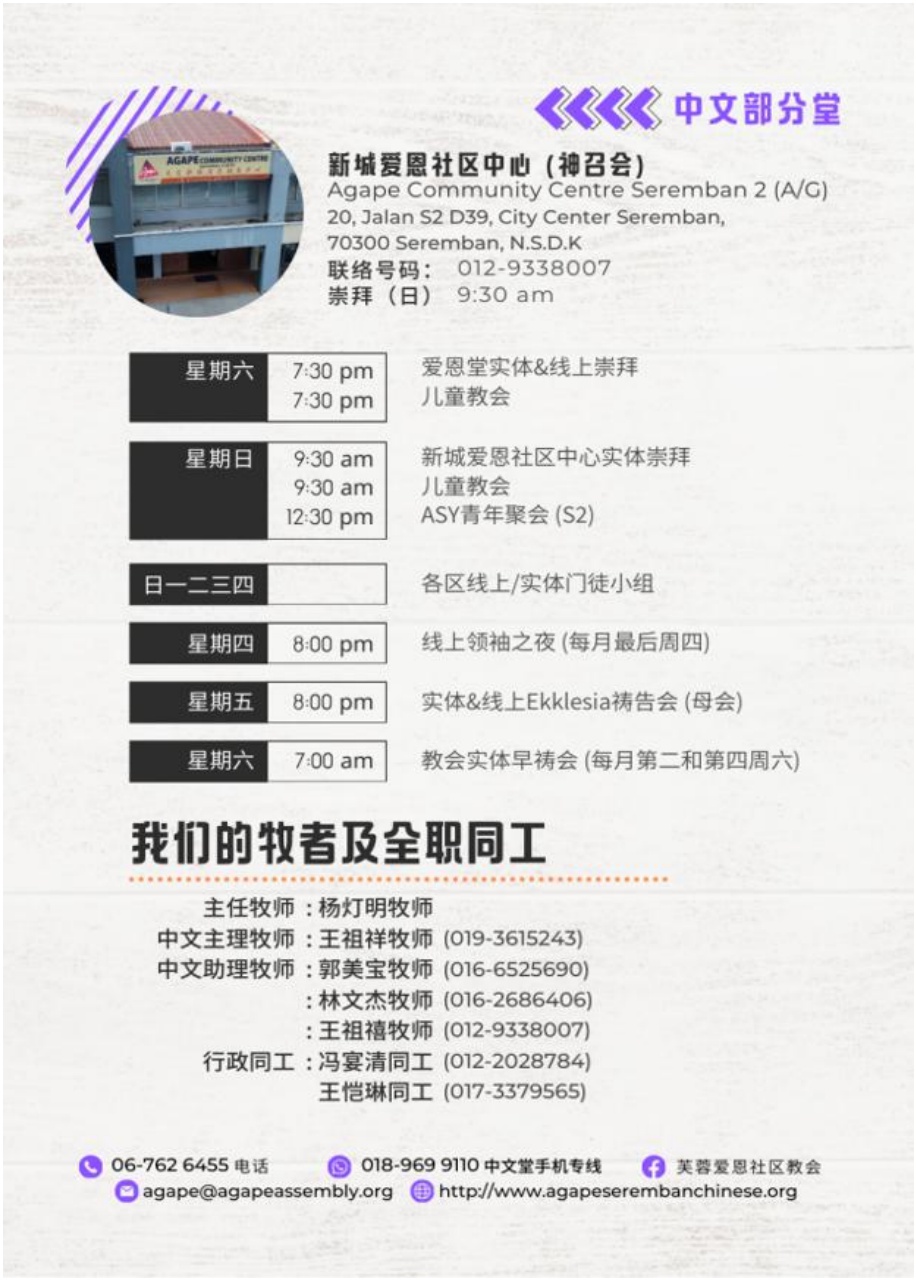 中文部分堂
AGAPE COMMUNITY CENTRE
新城爱恩社区中心 (神召会)
Agape Community Centre Seremban 2 (A/G)
20, Jalan S2 D39, City Center Seremban,
70300 Seremban, N.S.D.K
联络号码： 012-9338007
崇拜（日） 9:30 am
星期六 7:30 pm 爱恩堂实体&线上崇拜
7:30 pm 儿童教会
星期日 9:30 am 新城爱恩社区中心实体崇拜
9:30 am 儿童教会
12:30 pm ASY青年聚会 (S2)
日一二三四 各区线上/实体门徒小组
星期四 8:00 pm 线上领袖之夜 (每月最后周四)
星期五 8:00 pm 实体&线上Ekklesia祷告会 (母会)
星期六 7:00 am 教会实体早祷会 (每月第二和第四周六)
我们的牧者及全职同工
主任牧师 : 杨灯明牧师
中文主理牧师 : 王祖祥牧师 (019-3615243)
中文助理牧师 : 郭美宝牧师 (016-6525690)
: 林文杰牧师 (016-2686406)
: 王祖禧牧师 (012-9338007)
行政同工 : 冯宴清同工 (012-2028784)
王恺琳同工 (017-3379565)
06-762 6455 电话 018-969 9110 中文堂手机专线 芙蓉爱恩社区教会
agape@agapeassembly.org http://www.agapeserembanchinese.org